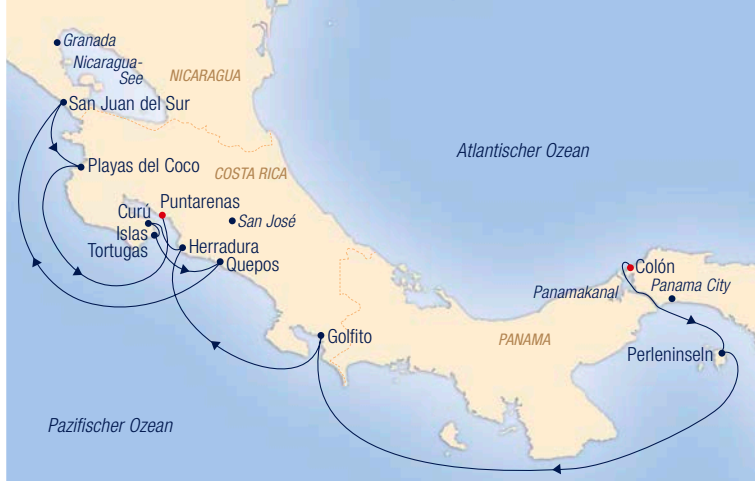 Granada
Nicaragua-
See
NICARAGUA
San Juan del Sur
Atlantischer Ozean
Playas del Coco
COSTA RICA
Puntarenas
Curú
San José
Islas
Tortugas
Herradura
Quepos
Colón
Panama City
Panamakanal
Golfito
PANAMA
Perleninseln
Pazifischer Ozean